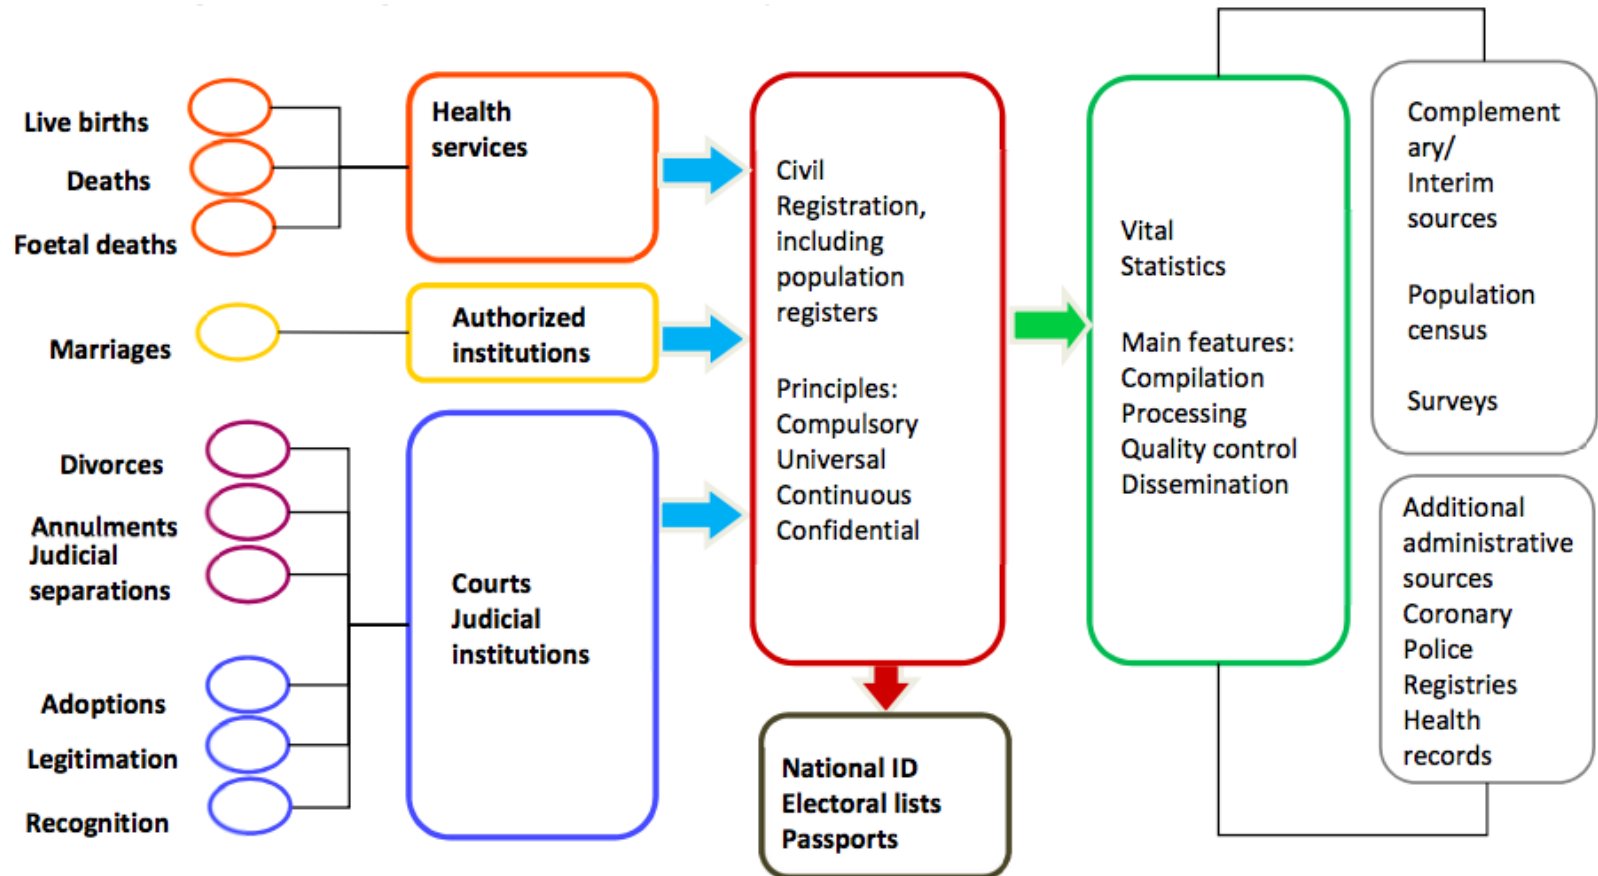 Live births
Deaths
Foetal deaths
Marriages
Divorces
Annulments
Judicial
separations
Adoptions
Legitimation
Recognition
Health
services
Authorized
institutions
Courts
Judicial
institutions
Civil
Registration,
including
population
registers
Principles:
Compulsory
Universal
Continuous
Confidential
National ID
Electoral lists
Passports
Vital
Statistics
Main features:
Compilation
Processing
Quality control
Dissemination
Complement
ary/
Interim
sources
Population
census
Surveys
Additional
administrative
sources
Coronary
Police
Registries
Health
records